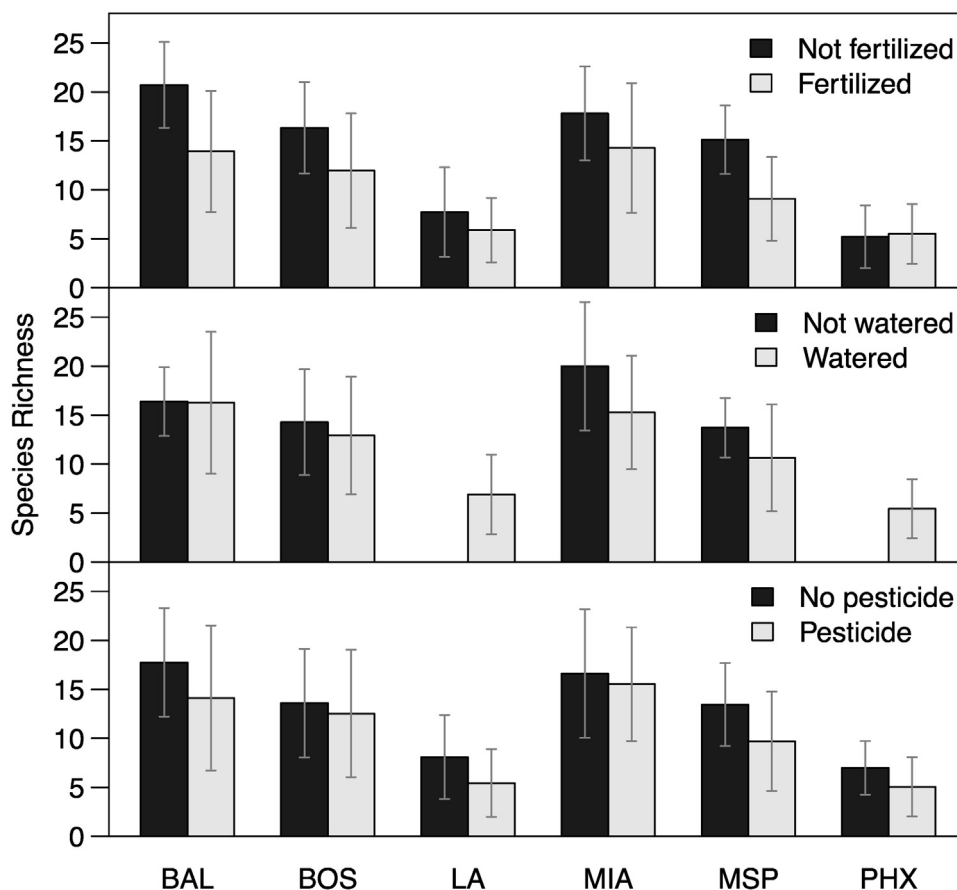 Species Richness
25
20
15
10
5
0
Not fertilized
Fertilized
25
20
15
10
5
0
Not watered
Watered
25
20
15
10
5
0
No pesticide
Pesticide
BAL BOS LA MIA MSP PHX